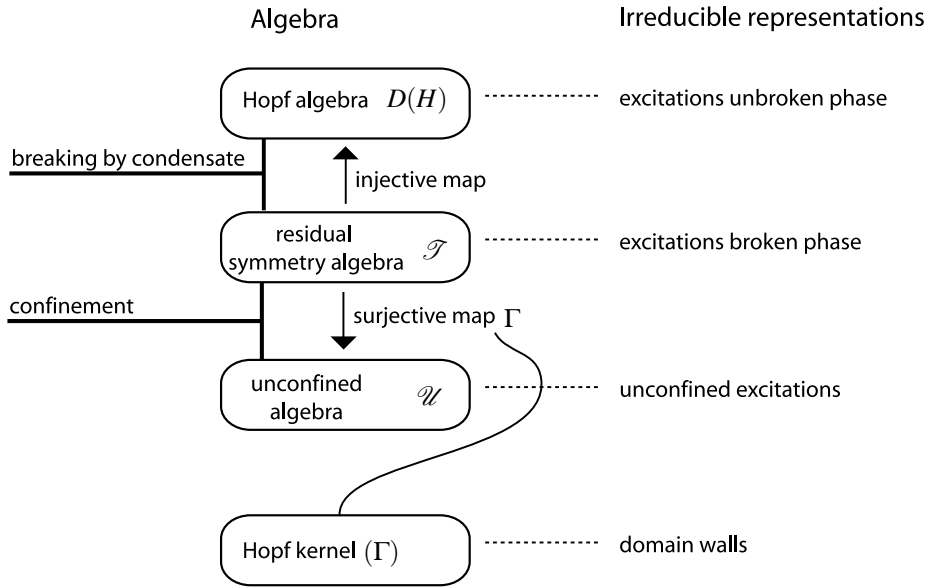 Algebra
Irreducible representations
Hopf algebra D(H)
excitations unbroken phase
breaking by condensate
injective map
residual
symmetry algebra 𝒯
excitations broken phase
confinement
surjective map Γ
unconfined
algebra 𝒰
unconfined excitations
Hopf kernel (Γ)
domain walls